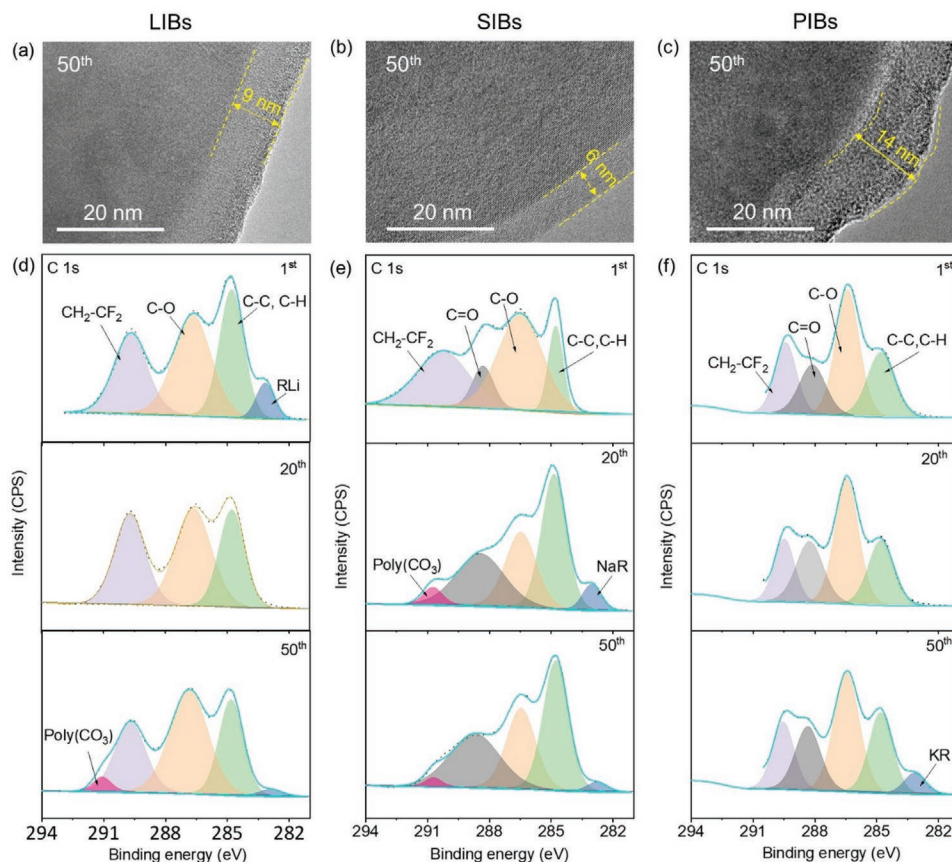 LIBs
SIBs
PIBs
(a)
50th
9 nm
20 nm
(b)
50th
6 nm
20 nm
(c)
50th
14 nm
20 nm
(d)
C 1s
1st
CH2-CF2
C-O
C-C, C-H
RLi
20th
50th
Poly(CO3)
Intensity (CPS)
294
291
288
285
282
Binding energy (eV)
(e)
C 1s
1st
CH2-CF2
C=O
C-O
C-C,C-H
20th
Poly(CO3)
NaR
50th
Intensity (CPS)
294
291
288
285
282
Binding energy (eV)
(f)
C 1s
1st
CH2-CF2
C=O
C-O
C-C,C-H
20th
50th
KR
Intensity (CPS)
294
291
288
285
282
Binding energy (eV)